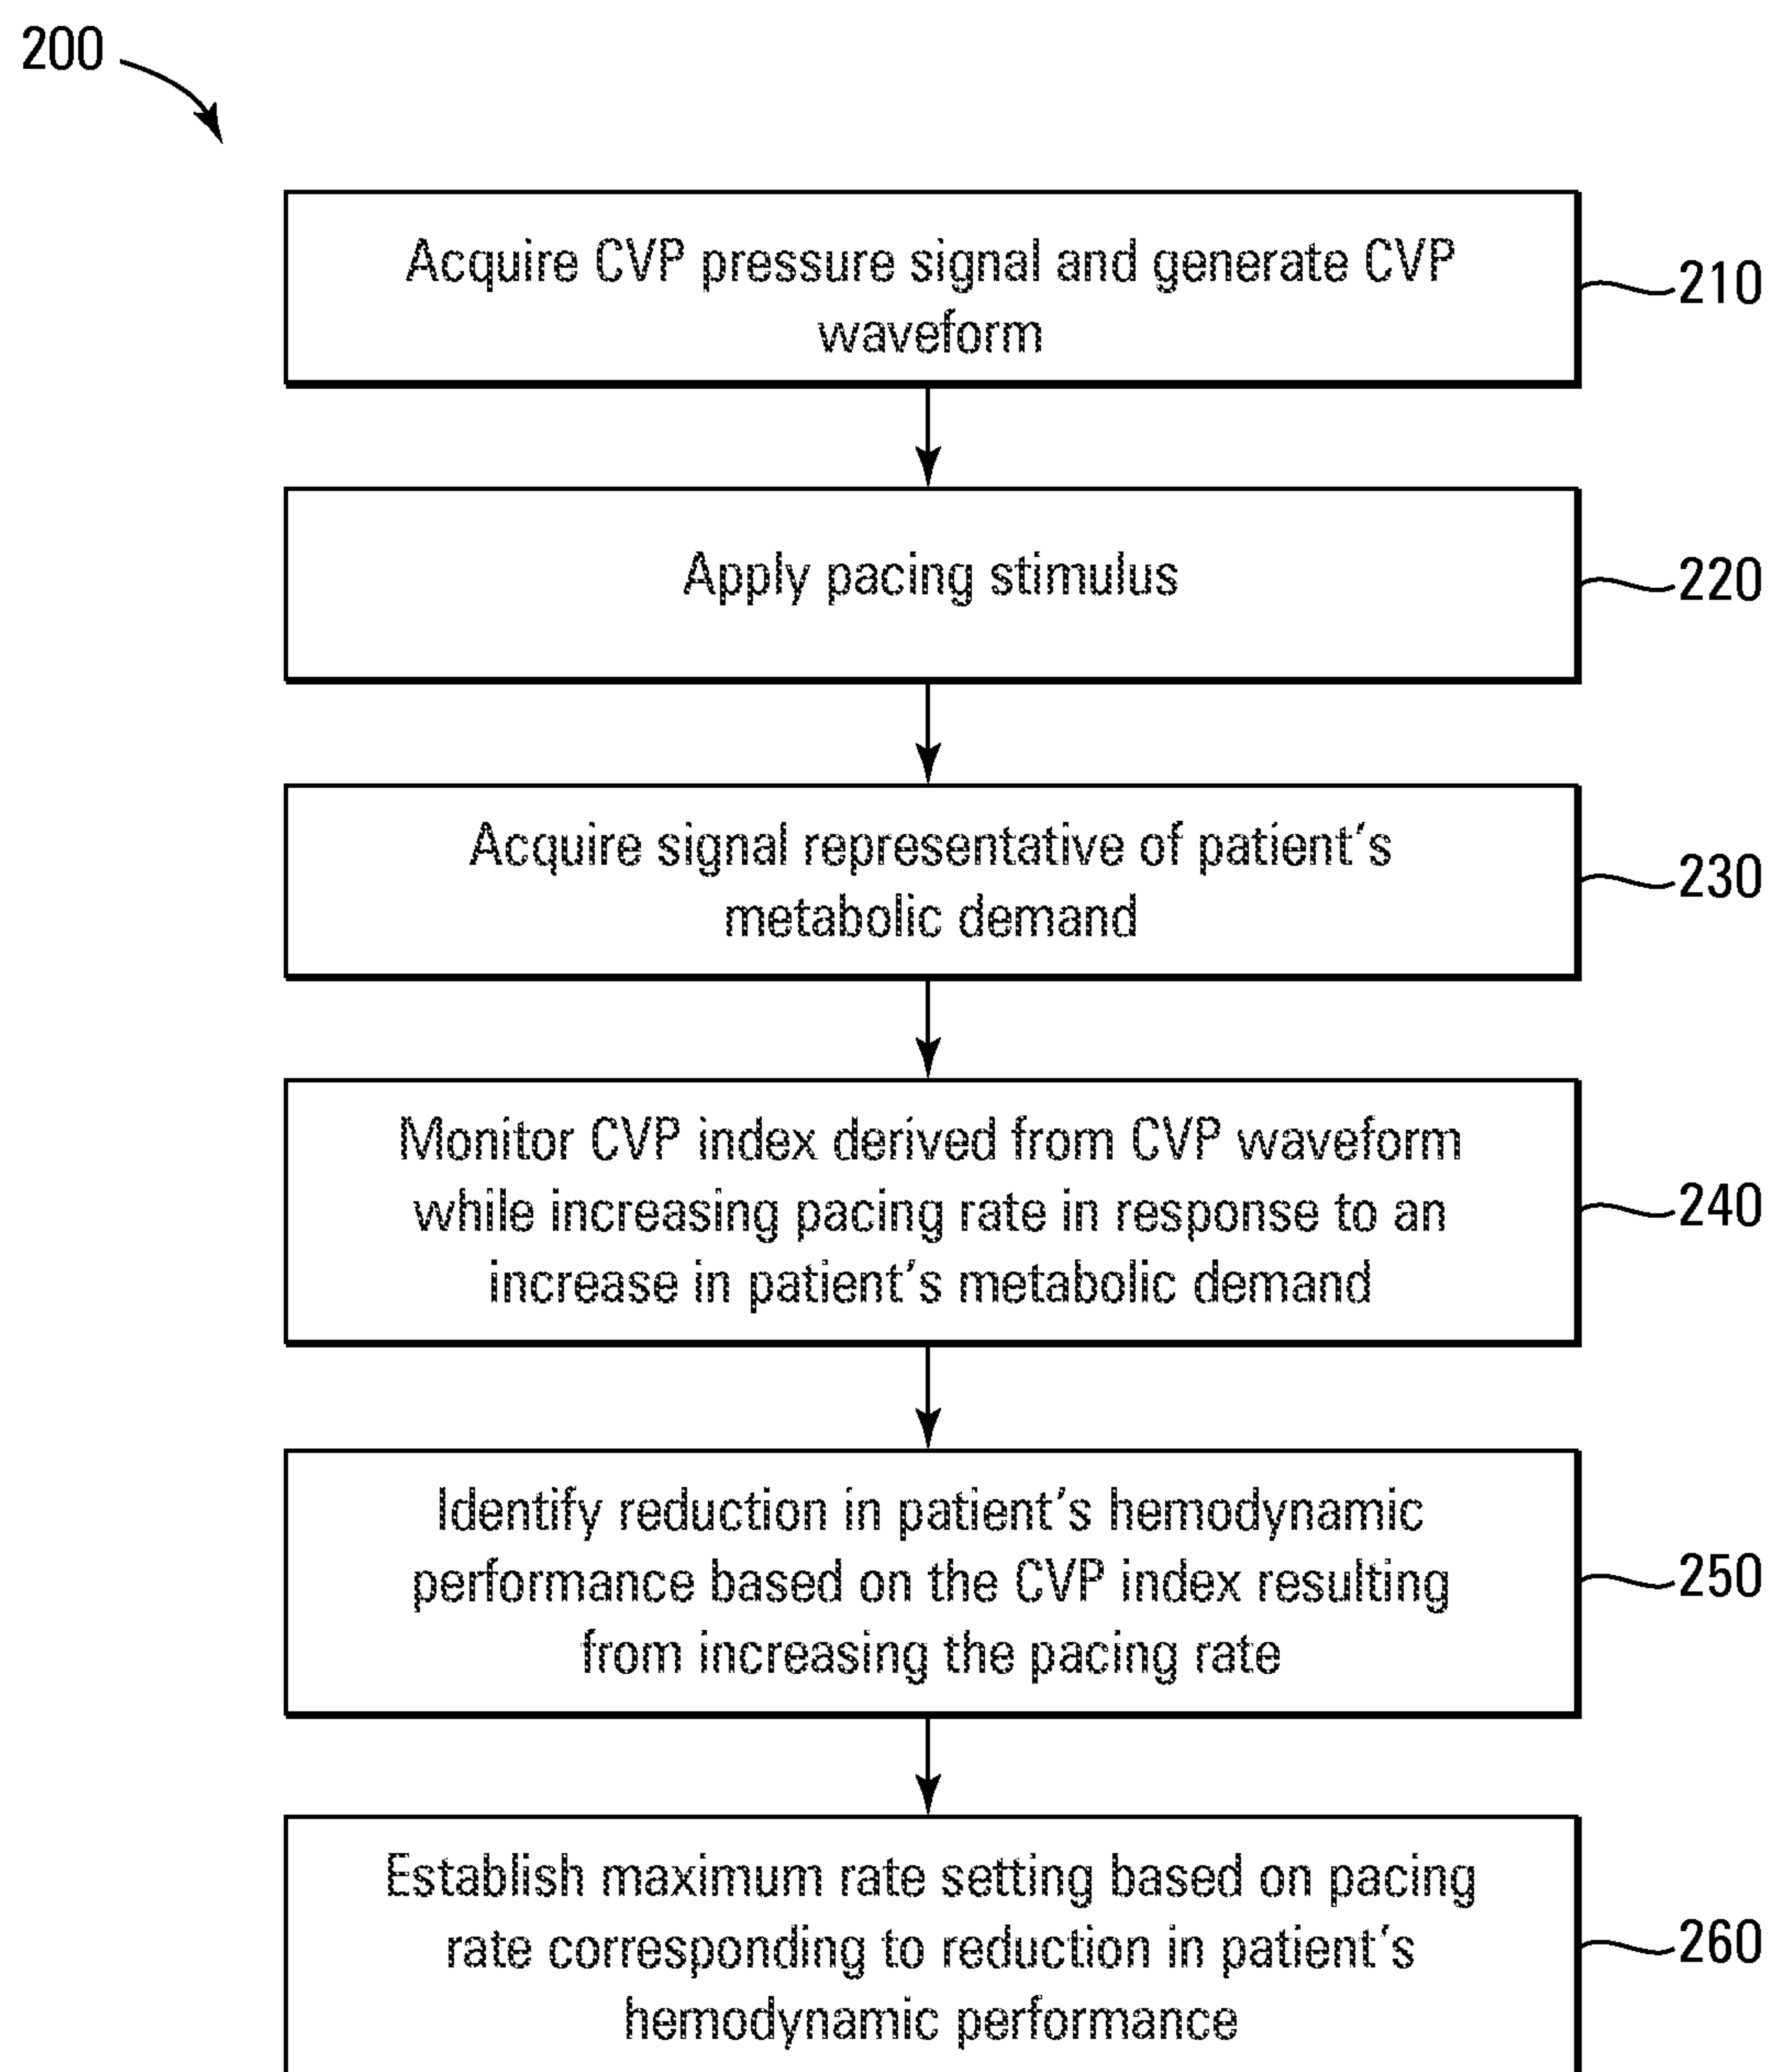 200
Acquire CVP pressure signal and generate CVP
waveform
210
Apply pacing stimulus
220
Acquire signal representative of patient's
metabolic demand
230
Monitor CVP index derived from CVP waveform
while increasing pacing rate in response to an
increase in patient's metabolic demand
240
Identify reduction in patient's hemodynamic
performance based on the CVP index resulting
from increasing the pacing rate
250
Establish maximum rate setting based on pacing
rate corresponding to reduction in patient's
hemodynamic performance
260